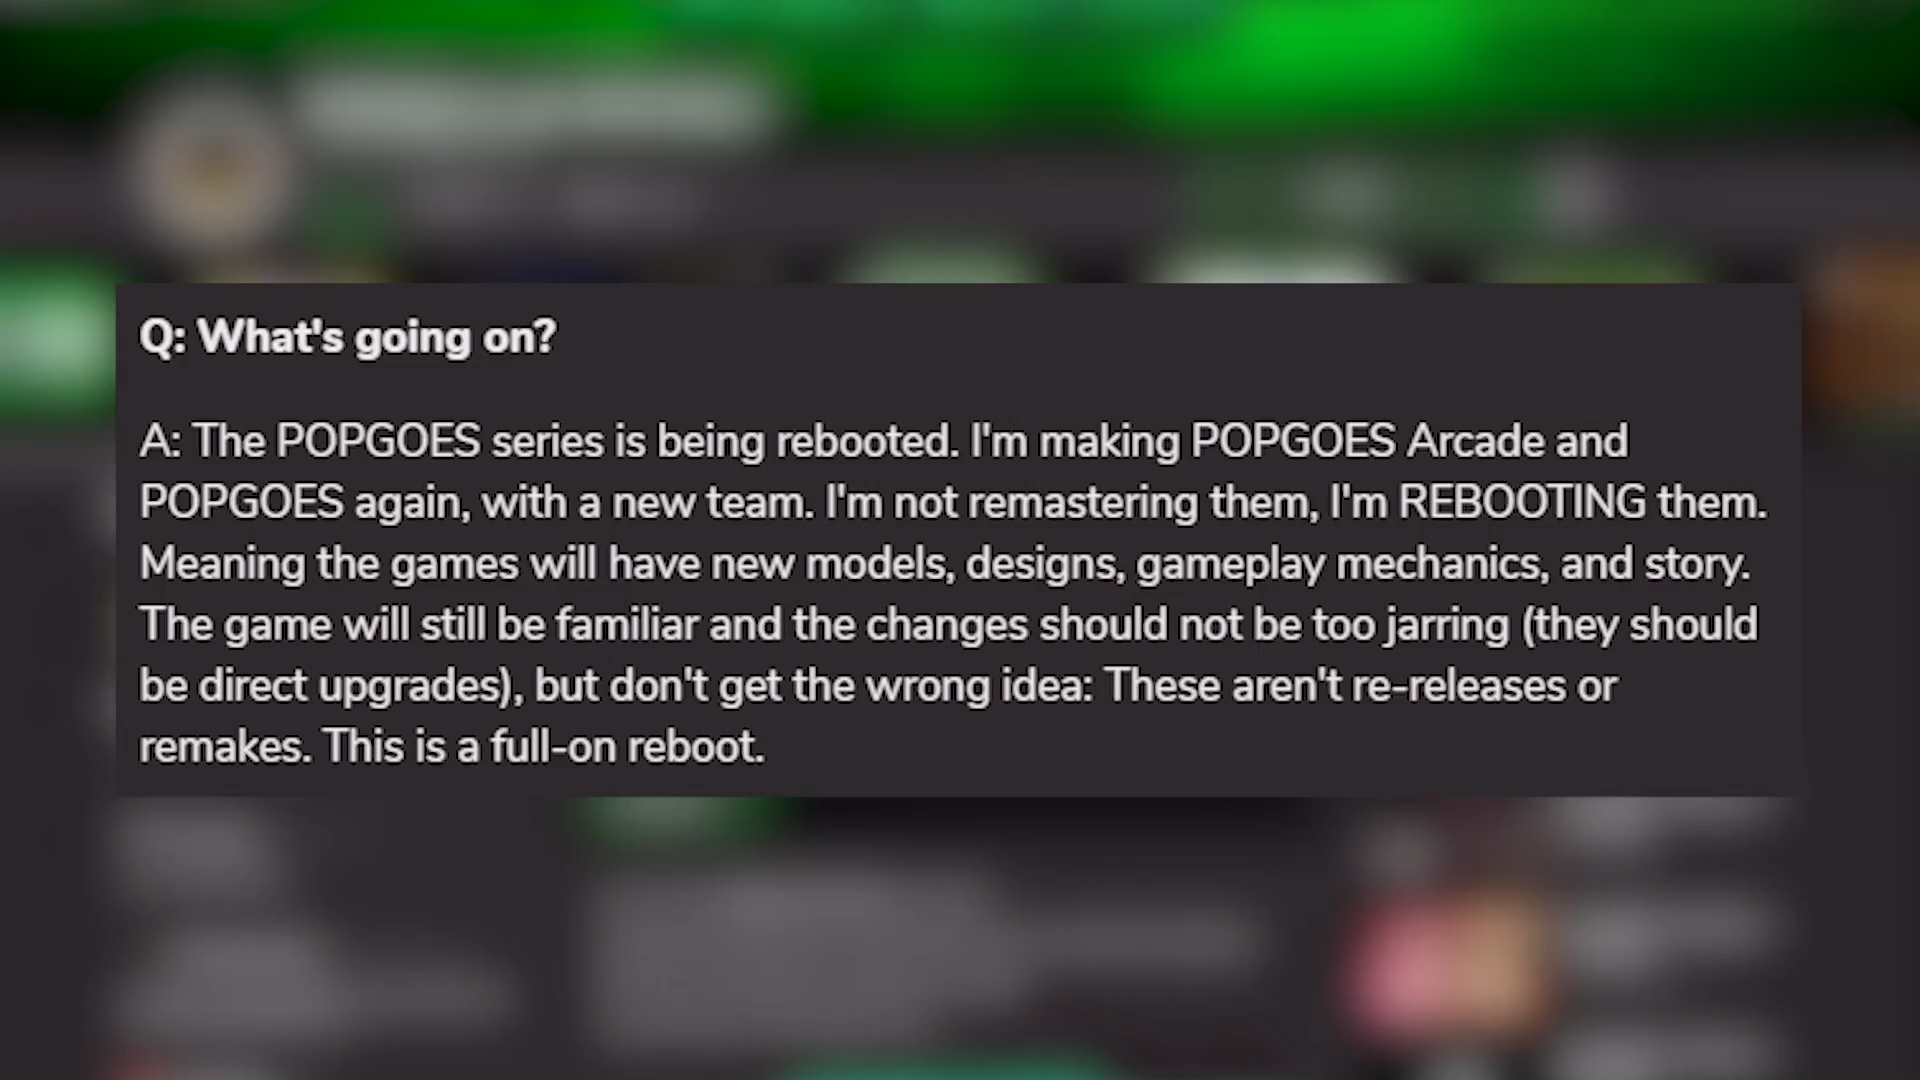 Q: What's going on?
A: The POPGOES series is being rebooted. I'm making POPGOES Arcade and
POPGOES again, with a new team. I'm not remastering them, I'm REBOOTING them.
Meaning the games will have new models, designs, gameplay mechanics, and story.
The game will still be familiar and the changes should not be too jarring (they should
be direct upgrades), but don't get the wrong idea: These aren't re-releases or
remakes. This is a full-on reboot.